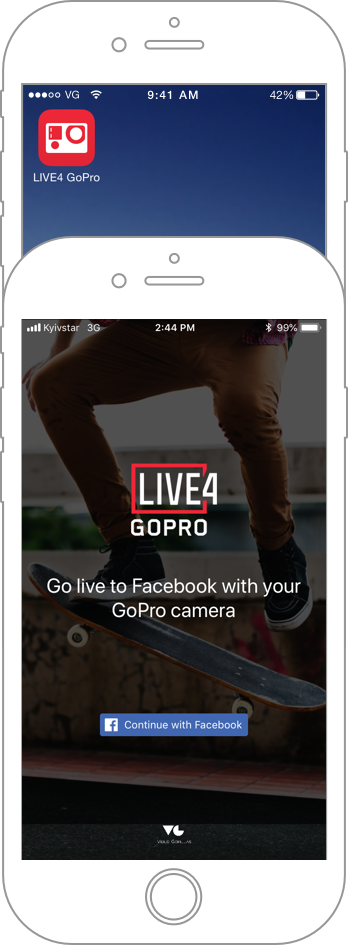 VG 9:41 AM 42%
LIVE4 GoPro
Kyivstar 3G 2:44 PM 99%
LIVE4
GOPRO
Go live to Facebook with your
GoPro camera
f Continue with Facebook
VG